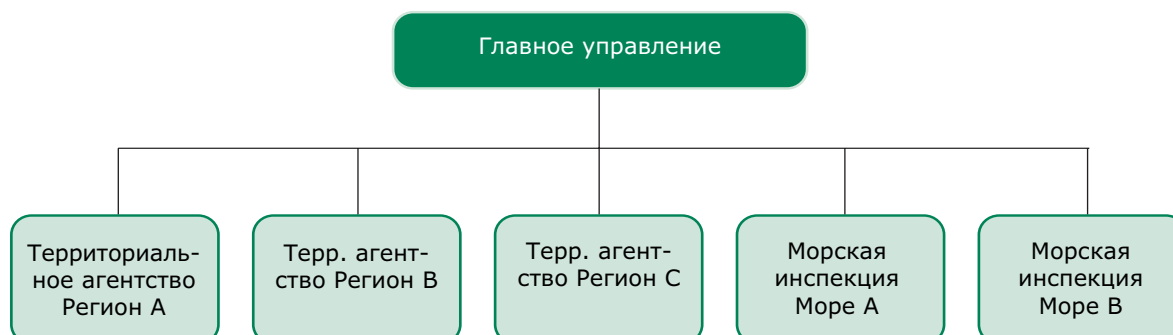 Главное управление
Территориаль-
ное агентство
Регион А
Терр. агент-
ство Регион В
Терр. агент-
ство Регион С
Морская
инспекция
Море А
Морская
инспекция
Море В